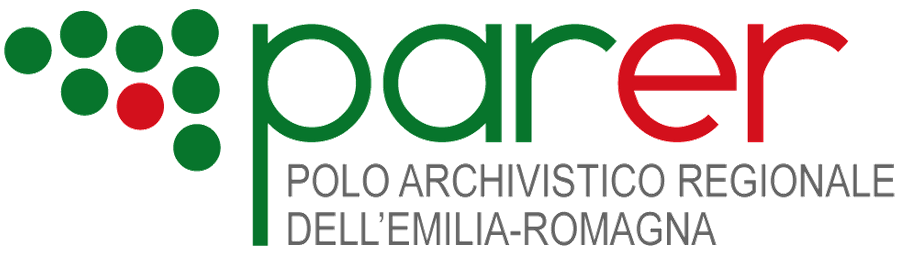 parer
POLO ARCHIVISTICO REGIONALE
DELL'EMILIA-ROMAGNA